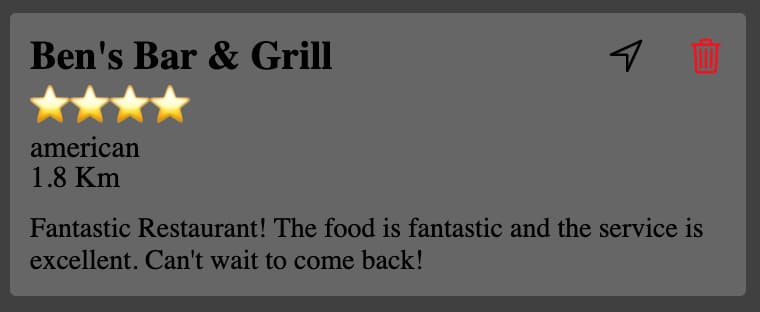 Ben's Bar & Grill
⭐⭐⭐⭐
american
1.8 Km
Fantastic Restaurant! The food is fantastic and the service is
excellent. Can't wait to come back!